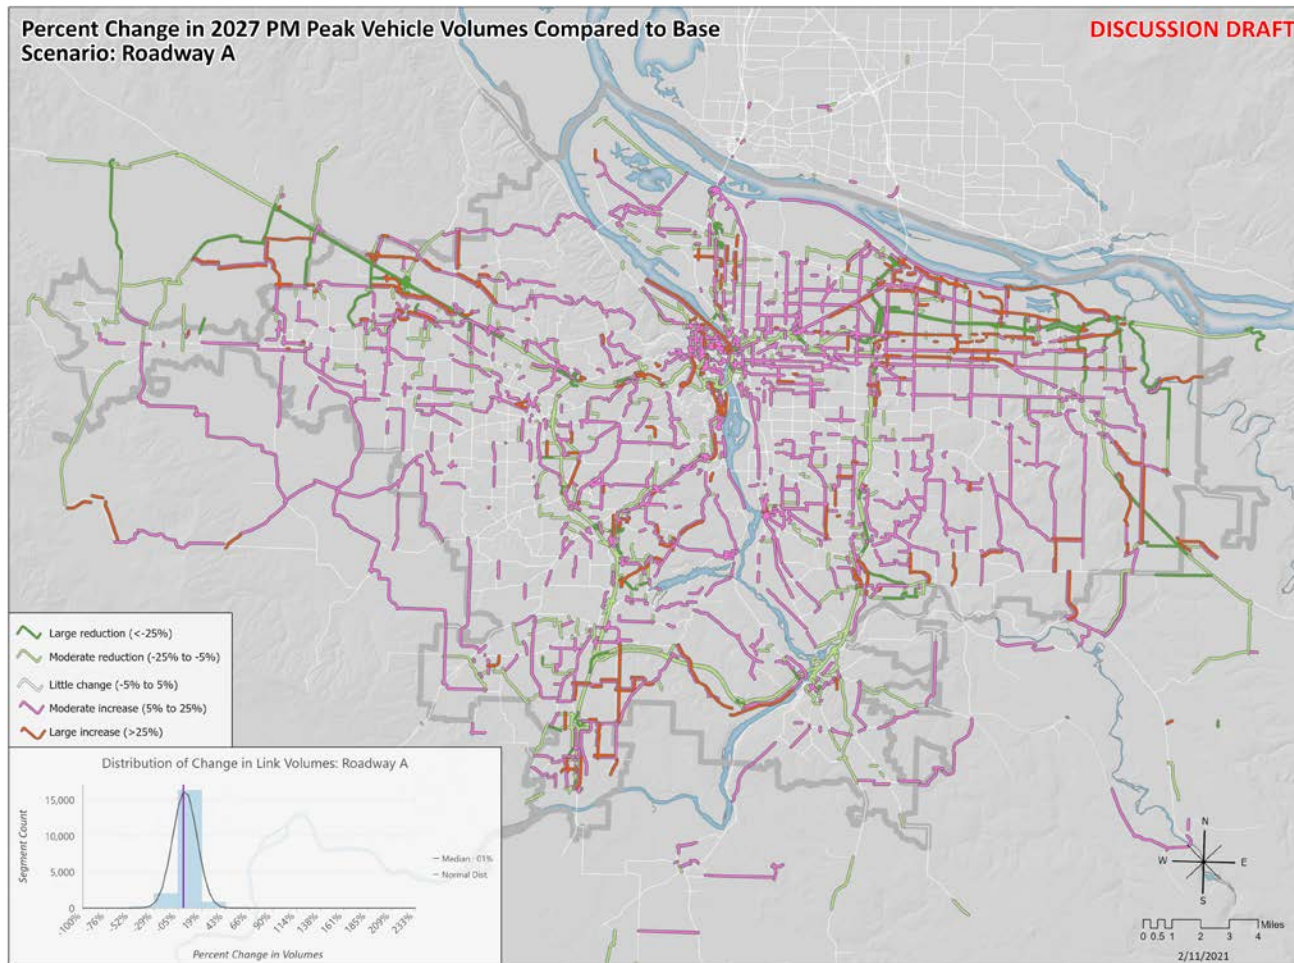 Percent Change in 2027 PM Peak Vehicle Volumes Compared to Base
Scenario: Roadway A
DISCUSSION DRAFT
Large reduction (<-25%)
Moderate reduction (-25% to -5%)
Little change (-5% to 5%)
Moderate increase (5% to 25%)
Large increase (>25%)
Distribution of Change in Link Volumes: Roadway A
Segment Count
15,000
10,000
5,000
0
Median : 01%
Normal Dist
-100%
-76%
-52%
-29%
-05%
19%
43%
66%
90%
114%
138%
161%
185%
209%
233%
Percent Change in Volumes
N
W
E
S
0 0.5 1 2 3 4
Miles
2/11/2021